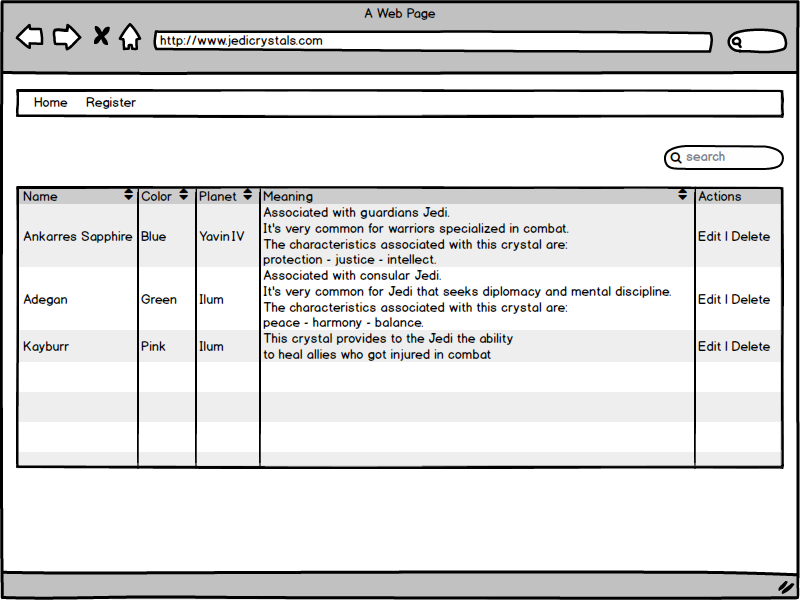 A Web Page
http://www.jedicrystals.com
Home Register
search
Name Color Planet Meaning Actions
Ankarres Sapphire Blue Yavin IV Associated with guardians Jedi.
It's very common for warriors specialized in combat.
The characteristics associated with this crystal are:
protection - justice - intellect. Edit | Delete
Adegan Green Ilum Associated with consular Jedi.
It's very common for Jedi that seeks diplomacy and mental discipline.
The characteristics associated with this crystal are:
peace - harmony - balance. Edit | Delete
Kayburr Pink Ilum This crystal provides to the Jedi the ability
to heal allies who got injured in combat Edit | Delete